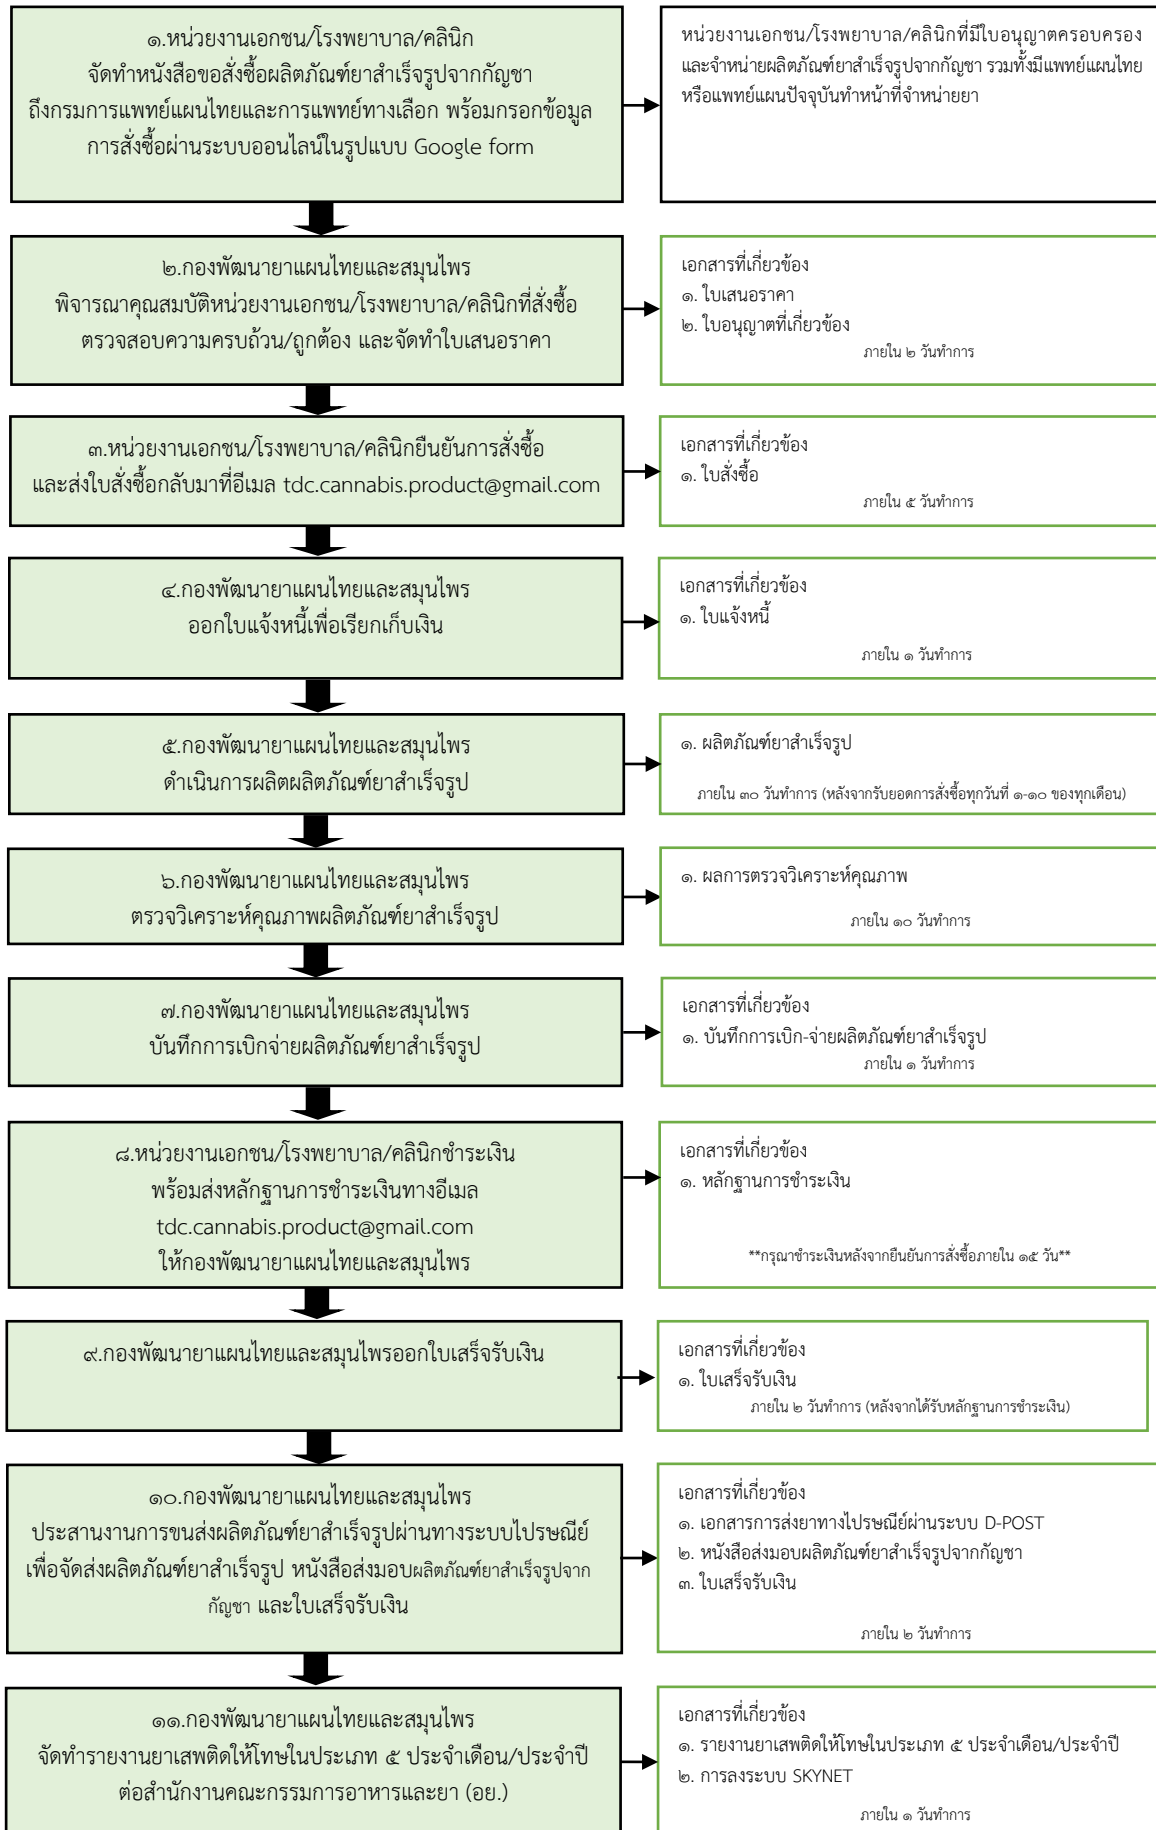 ๑.หน่วยงานเอกชน/โรงพยาบาล/คลินิก
จัดทำหนังสือขอสั่งซื้อผลิตภัณฑ์ยาสำเร็จรูปจากกัญชา
ถึงกรมการแพทย์แผนไทยและการแพทย์ทางเลือก พร้อมกรอกข้อมูล
การสั่งซื้อผ่านระบบออนไลน์ในรูปแบบ Google form
หน่วยงานเอกชน/โรงพยาบาล/คลินิกที่มีใบอนุญาตครอบครอง
และจำหน่ายผลิตภัณฑ์ยาสำเร็จรูปจากกัญชา รวมทั้งมีแพทย์แผนไทย
หรือแพทย์แผนปัจจุบันทำหน้าที่จำหน่ายยา
๒.กองพัฒนายาแผนไทยและสมุนไพร
พิจารณาคุณสมบัติหน่วยงานเอกชน/โรงพยาบาล/คลินิกที่สั่งซื้อ
ตรวจสอบความครบถ้วน/ถูกต้อง และจัดทำใบเสนอราคา
เอกสารที่เกี่ยวข้อง
๑. ใบเสนอราคา
๒. ใบอนุญาตที่เกี่ยวข้อง
ภายใน ๒ วันทำการ
๓.หน่วยงานเอกชน/โรงพยาบาล/คลินิกยืนยันการสั่งซื้อ
และส่งใบสั่งซื้อกลับมาที่อีเมล tdc.cannabis.product@gmail.com
เอกสารที่เกี่ยวข้อง
๑. ใบสั่งซื้อ
ภายใน ๕ วันทำการ
๔.กองพัฒนายาแผนไทยและสมุนไพร
ออกใบแจ้งหนี้เพื่อเรียกเก็บเงิน
เอกสารที่เกี่ยวข้อง
๑. ใบแจ้งหนี้
ภายใน ๑ วันทำการ
๕.กองพัฒนายาแผนไทยและสมุนไพร
ดำเนินการผลิตผลิตภัณฑ์ยาสำเร็จรูป
๑. ผลิตภัณฑ์ยาสำเร็จรูป
ภายใน ๓๐ วันทำการ (หลังจากรับยอดการสั่งซื้อทุกวันที่ ๑-๑๐ ของทุกเดือน)
๖.กองพัฒนายาแผนไทยและสมุนไพร
ตรวจวิเคราะห์คุณภาพผลิตภัณฑ์ยาสำเร็จรูป
๑. ผลการตรวจวิเคราะห์คุณภาพ
ภายใน ๑๐ วันทำการ
๗.กองพัฒนายาแผนไทยและสมุนไพร
บันทึกการเบิกจ่ายผลิตภัณฑ์ยาสำเร็จรูป
เอกสารที่เกี่ยวข้อง
๑. บันทึกการเบิก-จ่ายผลิตภัณฑ์ยาสำเร็จรูป
ภายใน ๑ วันทำการ
๘.หน่วยงานเอกชน/โรงพยาบาล/คลินิกชำระเงิน
พร้อมส่งหลักฐานการชำระเงินทางอีเมล
tdc.cannabis.product@gmail.com
ให้กองพัฒนายาแผนไทยและสมุนไพร
เอกสารที่เกี่ยวข้อง
๑. หลักฐานการชำระเงิน
**กรุณาชำระเงินหลังจากยืนยันการสั่งซื้อภายใน ๑๕ วัน**
๙.กองพัฒนายาแผนไทยและสมุนไพรออกใบเสร็จรับเงิน
เอกสารที่เกี่ยวข้อง
๑. ใบเสร็จรับเงิน
ภายใน ๒ วันทำการ (หลังจากได้รับหลักฐานการชำระเงิน)
๑๐.กองพัฒนายาแผนไทยและสมุนไพร
ประสานงานการขนส่งผลิตภัณฑ์ยาสำเร็จรูปผ่านทางระบบไปรษณีย์
เพื่อจัดส่งผลิตภัณฑ์ยาสำเร็จรูป หนังสือส่งมอบผลิตภัณฑ์ยาสำเร็จรูปจาก
กัญชา และใบเสร็จรับเงิน
เอกสารที่เกี่ยวข้อง
๑. เอกสารการส่งยาทางไปรษณีย์ผ่านระบบ D-POST
๒. หนังสือส่งมอบผลิตภัณฑ์ยาสำเร็จรูปจากกัญชา
๓. ใบเสร็จรับเงิน
ภายใน ๒ วันทำการ
๑๑.กองพัฒนายาแผนไทยและสมุนไพร
จัดทำรายงานยาเสพติดให้โทษในประเภท ๕ ประจำเดือน/ประจำปี
ต่อสำนักงานคณะกรรมการอาหารและยา (อย.)
เอกสารที่เกี่ยวข้อง
๑. รายงานยาเสพติดให้โทษในประเภท ๕ ประจำเดือน/ประจำปี
๒. การลงระบบ SKYNET
ภายใน ๑ วันทำการ